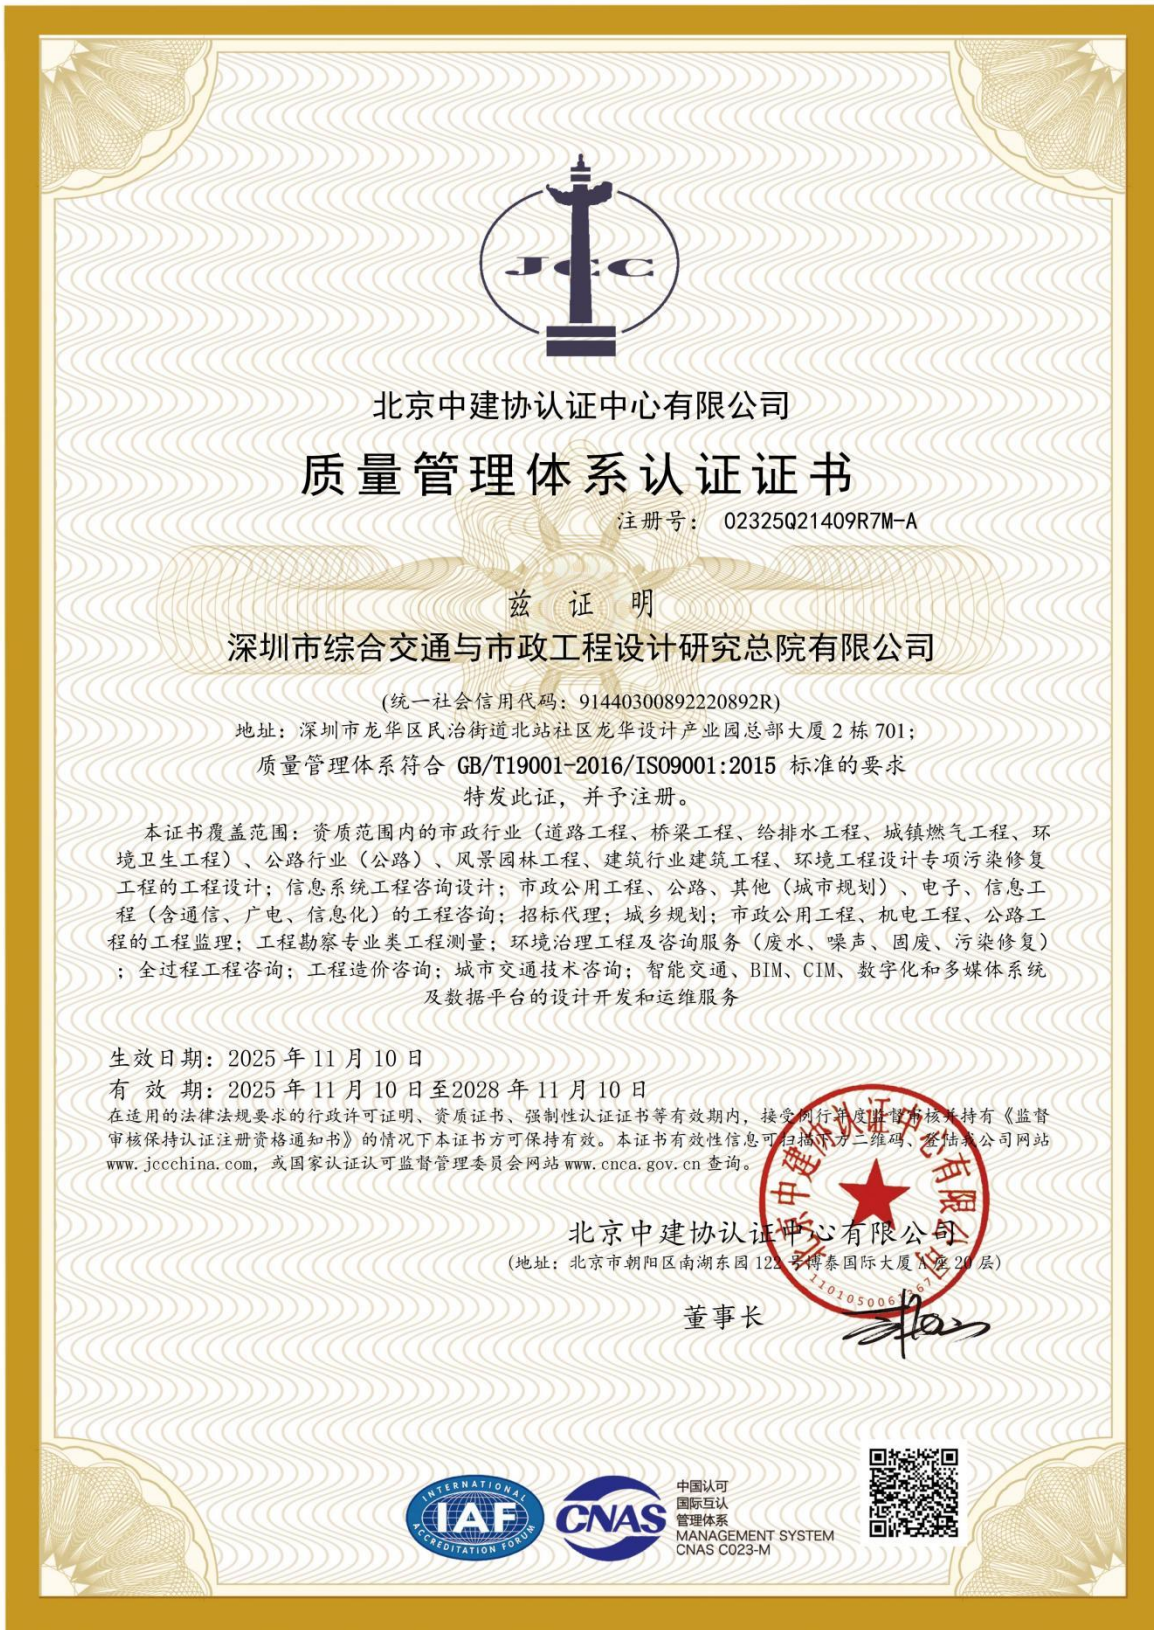 JCC
北京中建协认证中心有限公司
质量管理体系认证证书
注册号： 02325Q21409R7M-A
兹 证 明
深圳市综合交通与市政工程设计研究总院有限公司
(统一社会信用代码：91440300892220892R)
地址：深圳市龙华区民治街道北站社区龙华设计产业园总部大厦 2 栋 701；
质量管理体系符合 GB/T19001-2016/ISO9001:2015 标准的要求
特发此证，并予注册。
本证书覆盖范围：资质范围内的市政行业（道路工程、桥梁工程、给排水工程、城镇燃气工程、环
境卫生工程）、公路行业（公路）、风景园林工程、建筑行业建筑工程、环境工程设计专项污染修复
工程的工程设计；信息系统工程咨询设计；市政公用工程、公路、其他（城市规划）、电子、信息工
程（含通信、广电、信息化）的工程咨询；招标代理；城乡规划；市政公用工程、机电工程、公路工
程的工程监理；工程勘察专业类工程测量；环境治理工程及咨询服务（废水、噪声、固废、污染修复）
；全过程工程咨询；工程造价咨询；城市交通技术咨询；智能交通、BIM、CIM、数字化和多媒体系统
及数据平台的设计开发和运维服务
生效日期：2025 年 11 月 10 日
有 效 期：2025 年 11 月 10 日至2028 年 11 月 10 日
在适用的法律法规要求的行政许可证明、资质证书、强制性认证证书等有效期内，接受例行年度监督审核并持有《监督
审核保持认证注册资格通知书》的情况下本证书方可保持有效。本证书有效性信息可扫描下方二维码、登陆我公司网站
www.jccchina.com，或国家认证认可监督管理委员会网站 www.cnca.gov.cn 查询。
北京中建协认证中心有限公司
(地址：北京市朝阳区南湖东园 122 号博泰国际大厦 A 座 20 层)
北京中建协认证中心有限公司
董事长
INTERNATIONAL
IAF
ACCREDITATION FORUM
CNAS
中国认可
国际互认
管理体系
MANAGEMENT SYSTEM
CNAS C023-M